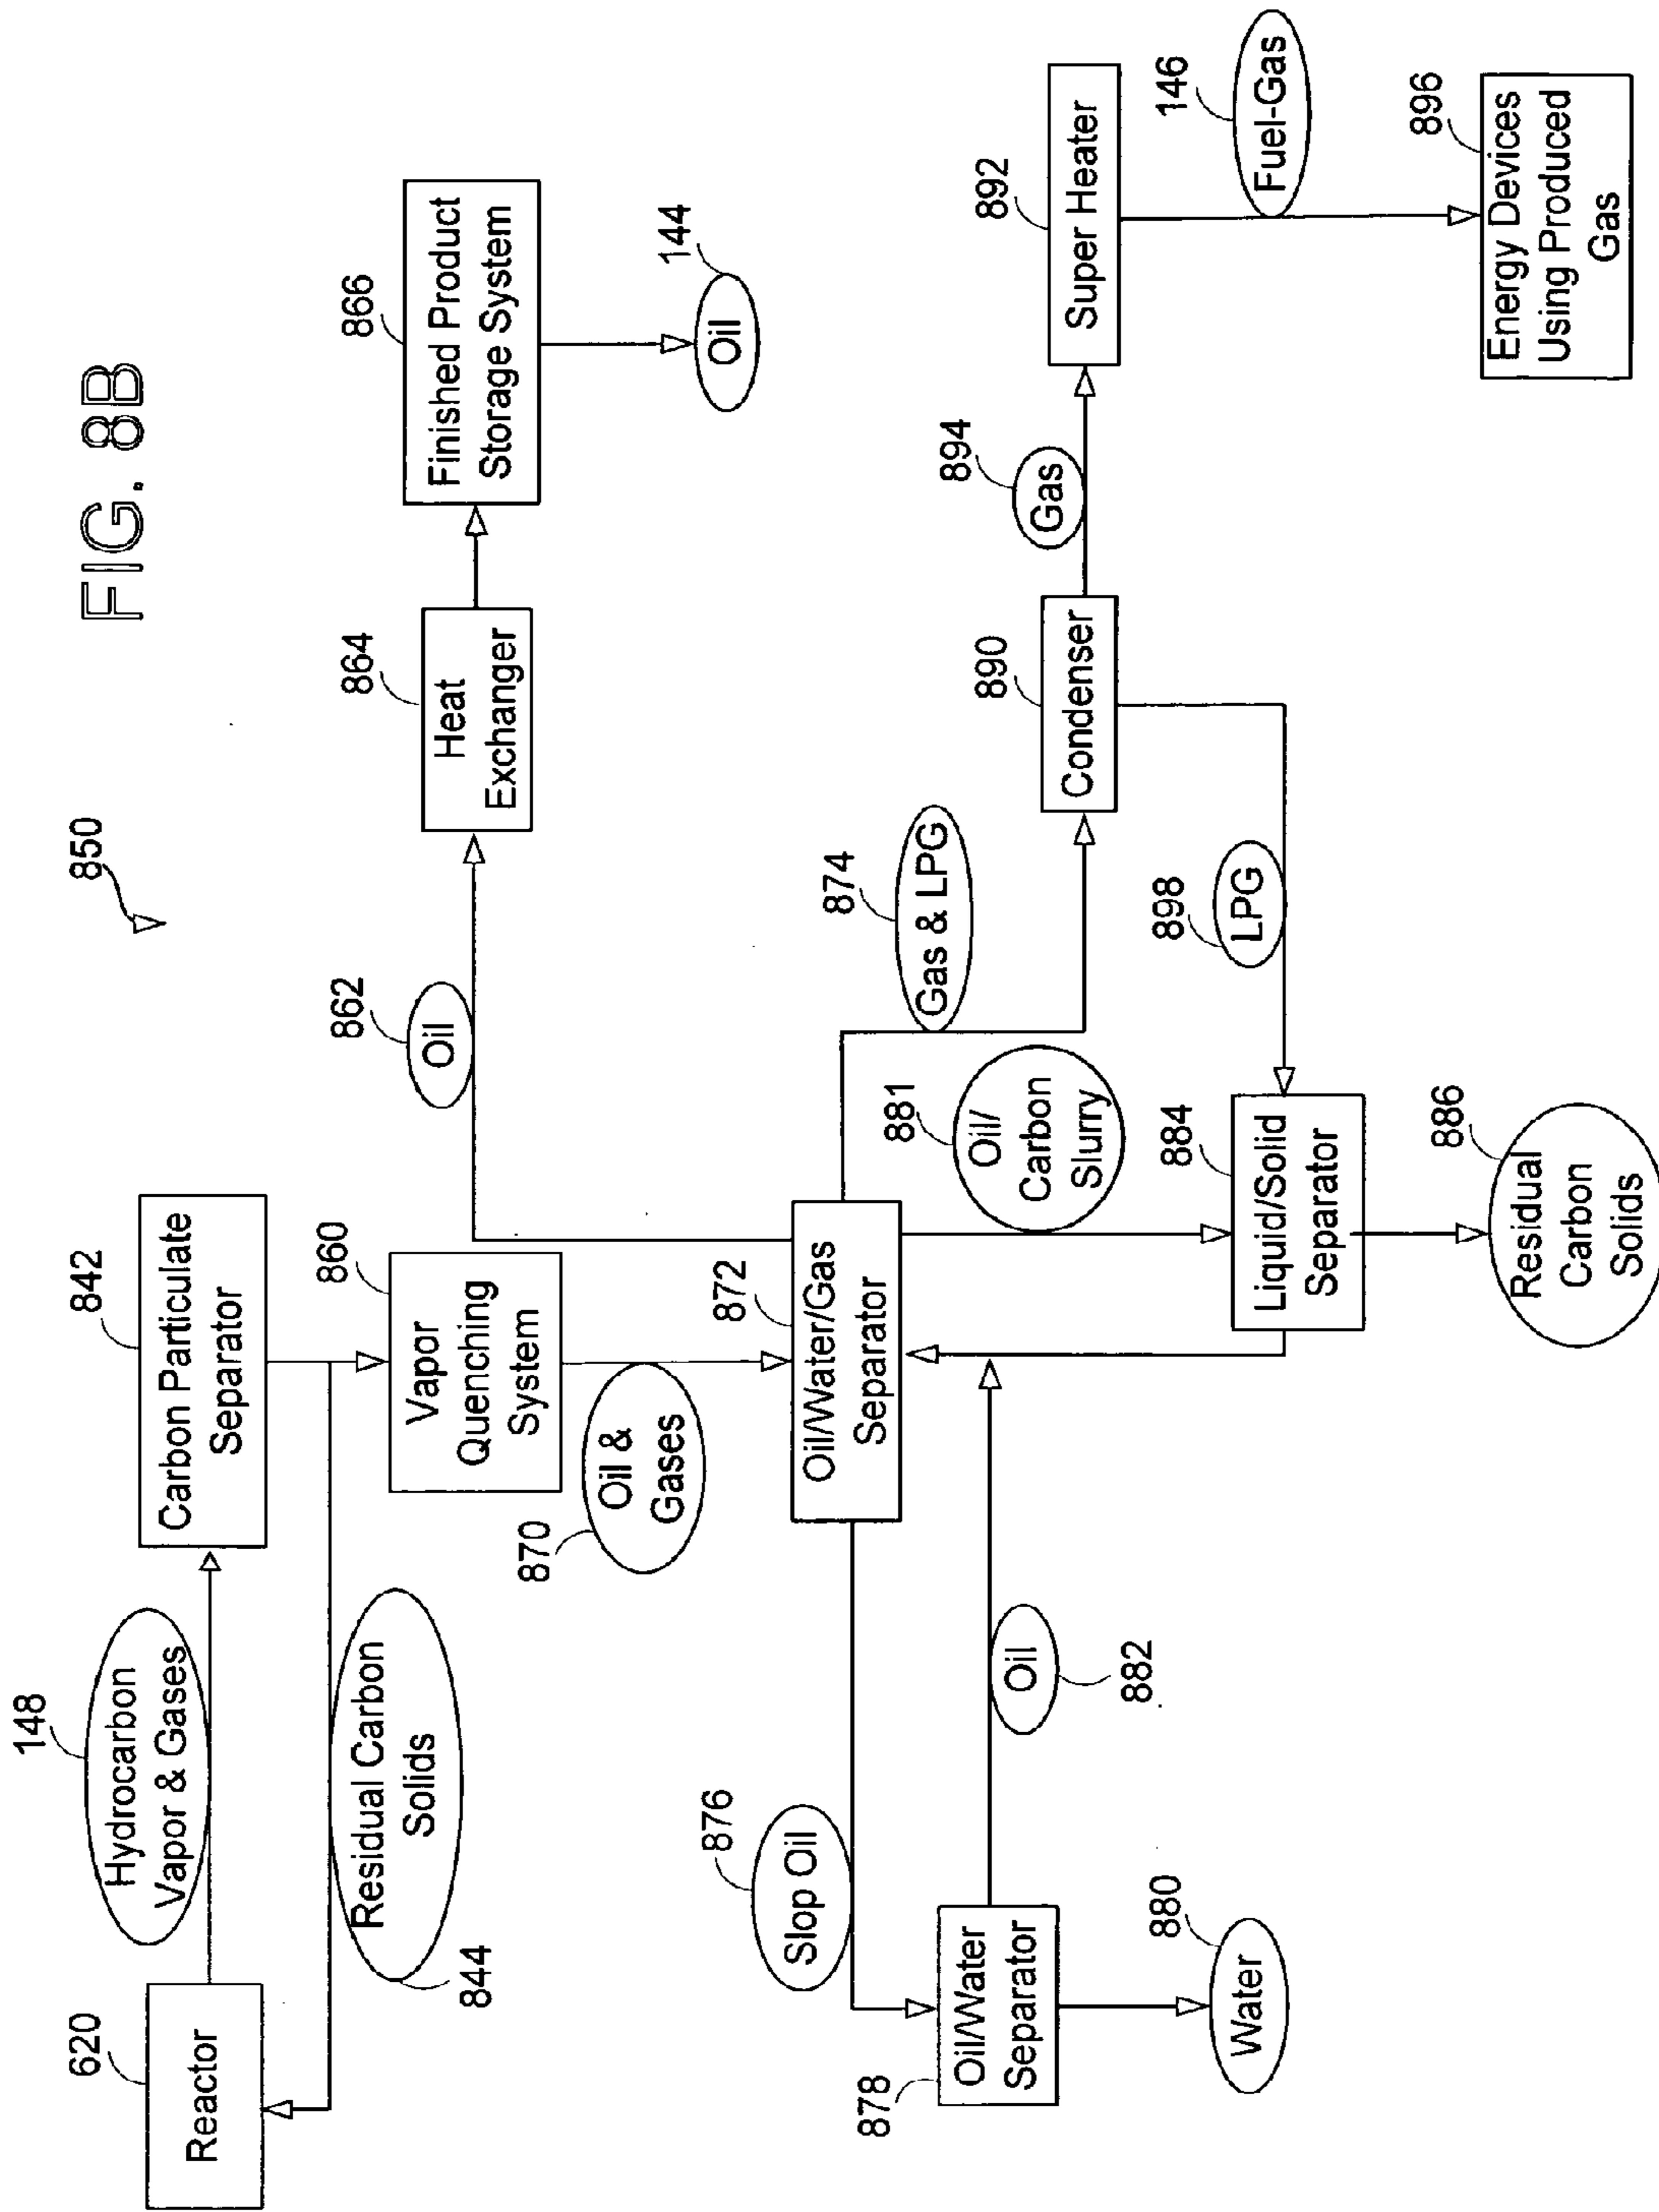 FIG. 8B
850
620
Reactor
148
Hydrocarbon
Vapor & Gases
842
Carbon Particulate
Separator
Residual Carbon
Solids
844
860
Vapor
Quenching
System
862
Oil
864
Heat
Exchanger
866
Finished Product
Storage System
144
Oil
870
Oil &
Gases
872
Oil/Water/Gas
Separator
874
Gas & LPG
876
Slop Oil
878
Oil/Water
Separator
880
Water
Oil
882
881
Oil/
Carbon
Slurry
884
Liquid/Solid
Separator
886
Residual
Carbon
Solids
890
Condenser
894
Gas
892
Super Heater
898
LPG
146
Fuel-Gas
896
Energy Devices
Using Produced
Gas